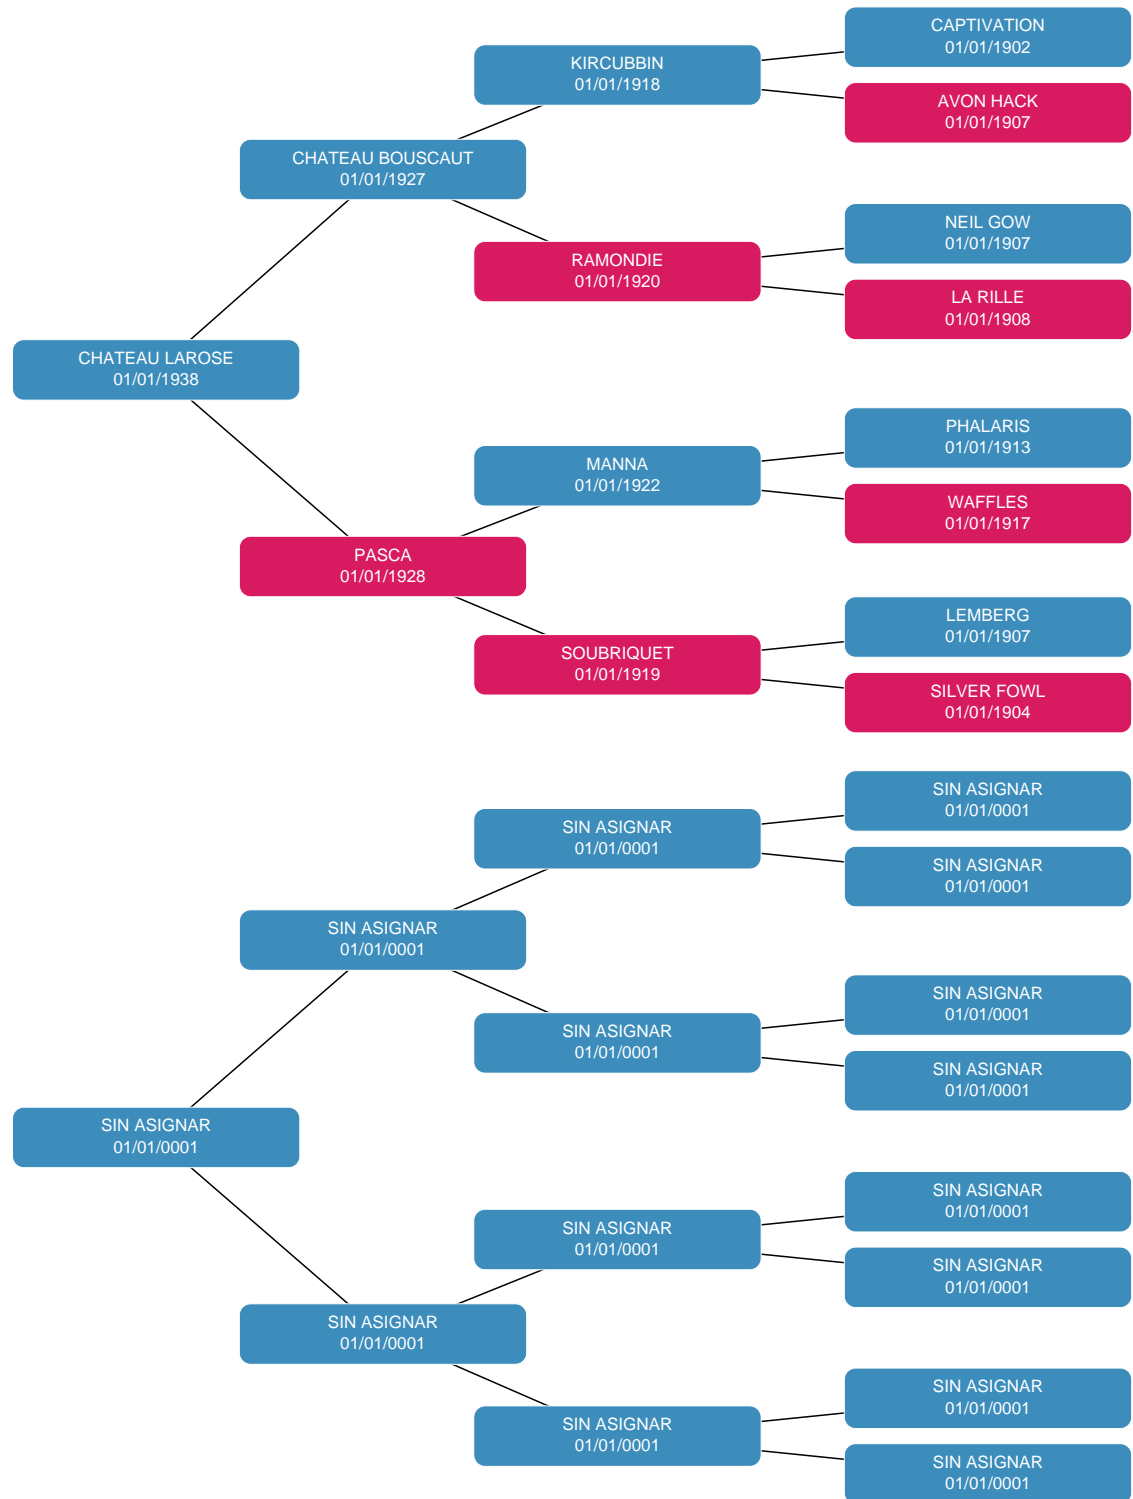 CAPTIVATION
01/01/1902
KIRCUBBIN
01/01/1918
AVON HACK
01/01/1907
CHATEAU BOUSCAUT
01/01/1927
NEIL GOW
01/01/1907
RAMONDIE
01/01/1920
LA RILLE
01/01/1908
CHATEAU LAROSE
01/01/1938
PHALARIS
01/01/1913
MANNA
01/01/1922
WAFFLES
01/01/1917
PASCA
01/01/1928
LEMBERG
01/01/1907
SOUBRIQUET
01/01/1919
SILVER FOWL
01/01/1904
SIN ASIGNAR
01/01/0001
SIN ASIGNAR
01/01/0001
SIN ASIGNAR
01/01/0001
SIN ASIGNAR
01/01/0001
SIN ASIGNAR
01/01/0001
SIN ASIGNAR
01/01/0001
SIN ASIGNAR
01/01/0001
SIN ASIGNAR
01/01/0001
SIN ASIGNAR
01/01/0001
SIN ASIGNAR
01/01/0001
SIN ASIGNAR
01/01/0001
SIN ASIGNAR
01/01/0001
SIN ASIGNAR
01/01/0001
SIN ASIGNAR
01/01/0001
SIN ASIGNAR
01/01/0001